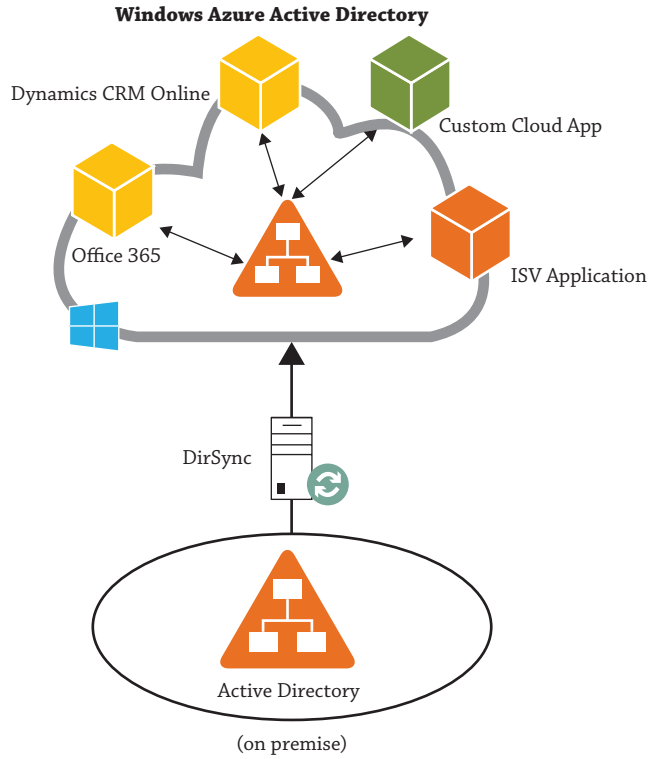 Windows Azure Active Directory
Dynamics CRM Online
Custom Cloud App
Office 365
ISV Application
DirSync
Active Directory
(on premise)